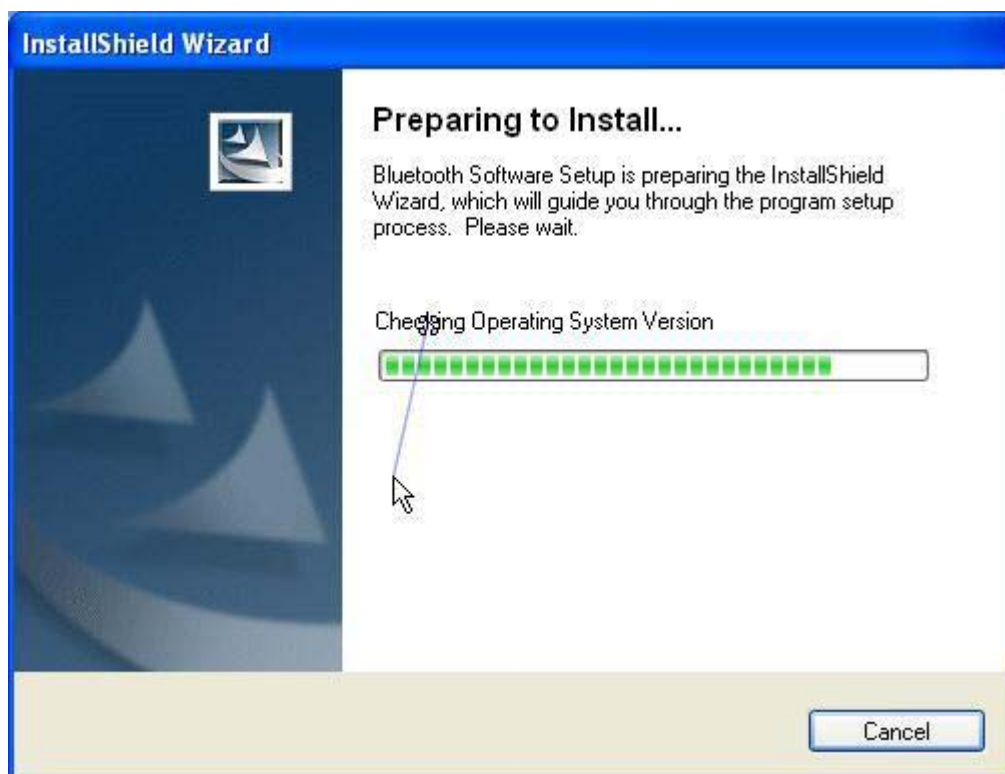 InstallShield Wizard
Preparing to Install...
Bluetooth Software Setup is preparing the InstallShield
Wizard, which will guide you through the program setup
process.  Please wait.
Checking Operating System Version
Cancel